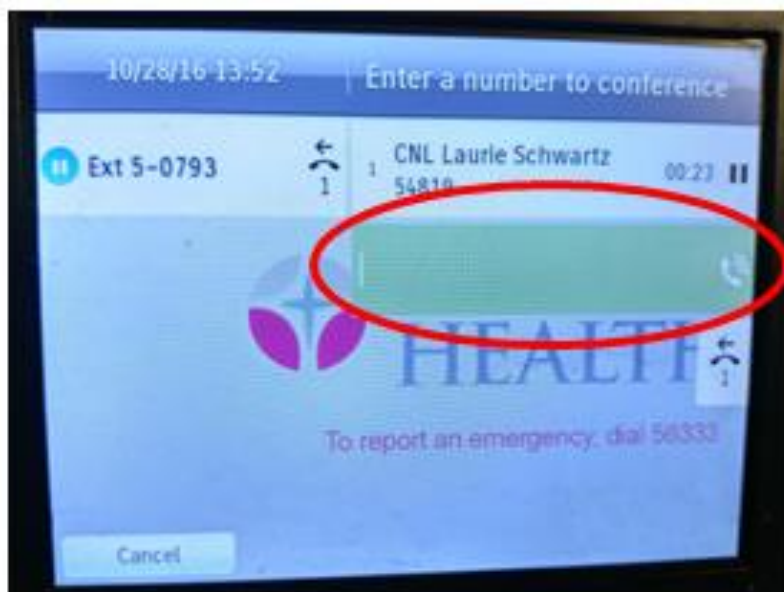 10/28/16 13:52
Enter a number to conference
Ext 5-0793
1
1 CNL Laurie Schwartz 00:23
54819
HEALTH
1
To report an emergency, dial 56333
Cancel